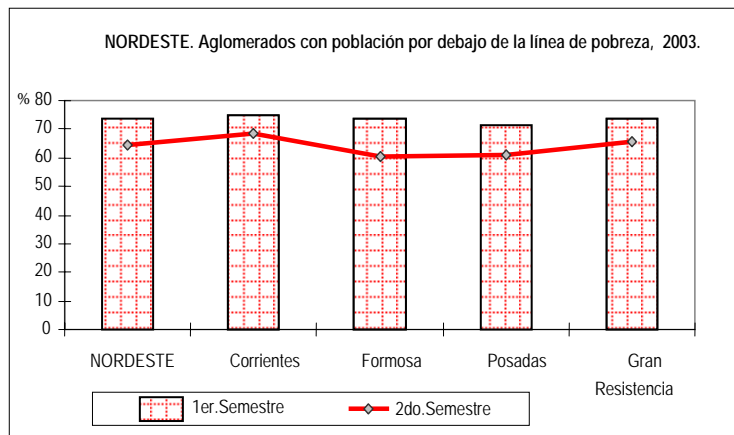 NORDESTE. Aglomerados con población por debajo de la línea de pobreza, 2003.
% 80
70
60
50
40
30
20
10
0
NORDESTE Corrientes Formosa Posadas Gran
Resistencia
1er.Semestre 2do.Semestre